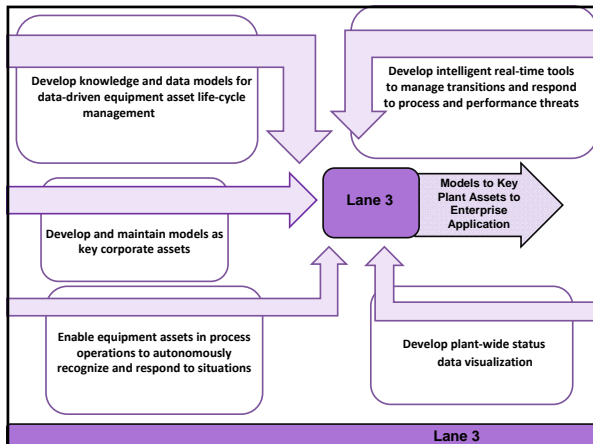 Develop knowledge and data models for
data-driven equipment asset life-cycle
management
Develop intelligent real-time tools
to manage transitions and respond
to process and performance threats
Lane 3
Models to Key
Plant Assets to
Enterprise
Application
Develop and maintain models as
key corporate assets
Enable equipment assets in process
operations to autonomously
recognize and respond to situations
Develop plant-wide status
data visualization
Lane 3